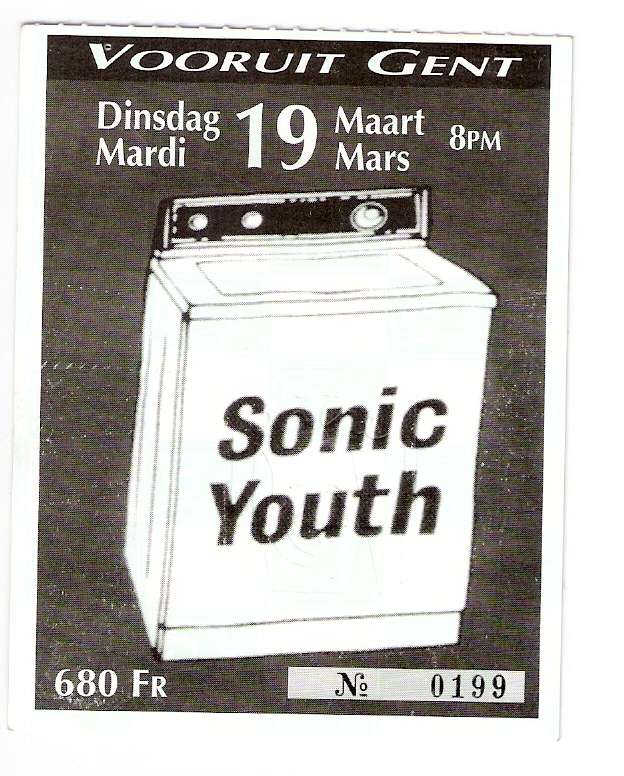 VOORUIT GENT
Dinsdag 19 Maart 8PM
Mardi Mars
Sonic
Youth
680 FR
№ 0199